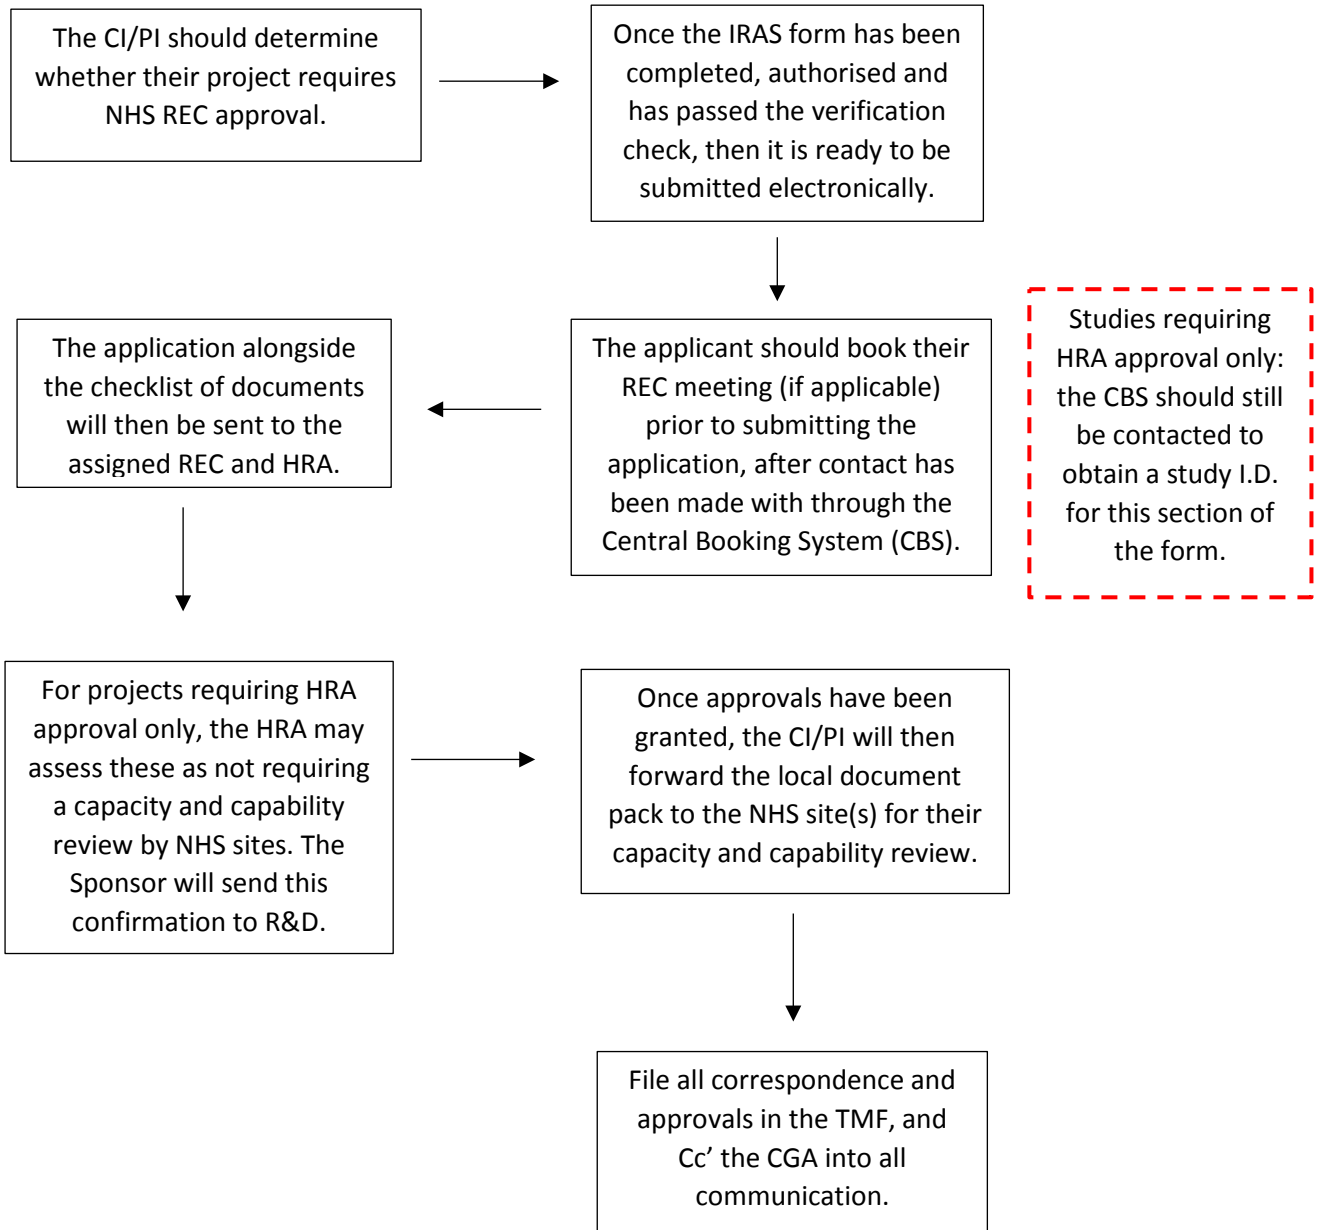 The CI/PI should determine
whether their project requires
NHS REC approval.
Once the IRAS form has been
completed, authorised and
has passed the verification
check, then it is ready to be
submitted electronically.
The applicant should book their
REC meeting (if applicable)
prior to submitting the
application, after contact has
been made with through the
Central Booking System (CBS).
Studies requiring
HRA approval only:
the CBS should still
be contacted to
obtain a study I.D.
for this section of
the form.
The application alongside
the checklist of documents
will then be sent to the
assigned REC and HRA.
For projects requiring HRA
approval only, the HRA may
assess these as not requiring
a capacity and capability
review by NHS sites. The
Sponsor will send this
confirmation to R&D.
Once approvals have been
granted, the CI/PI will then
forward the local document
pack to the NHS site(s) for their
capacity and capability review.
File all correspondence and
approvals in the TMF, and
Cc’ the CGA into all
communication.